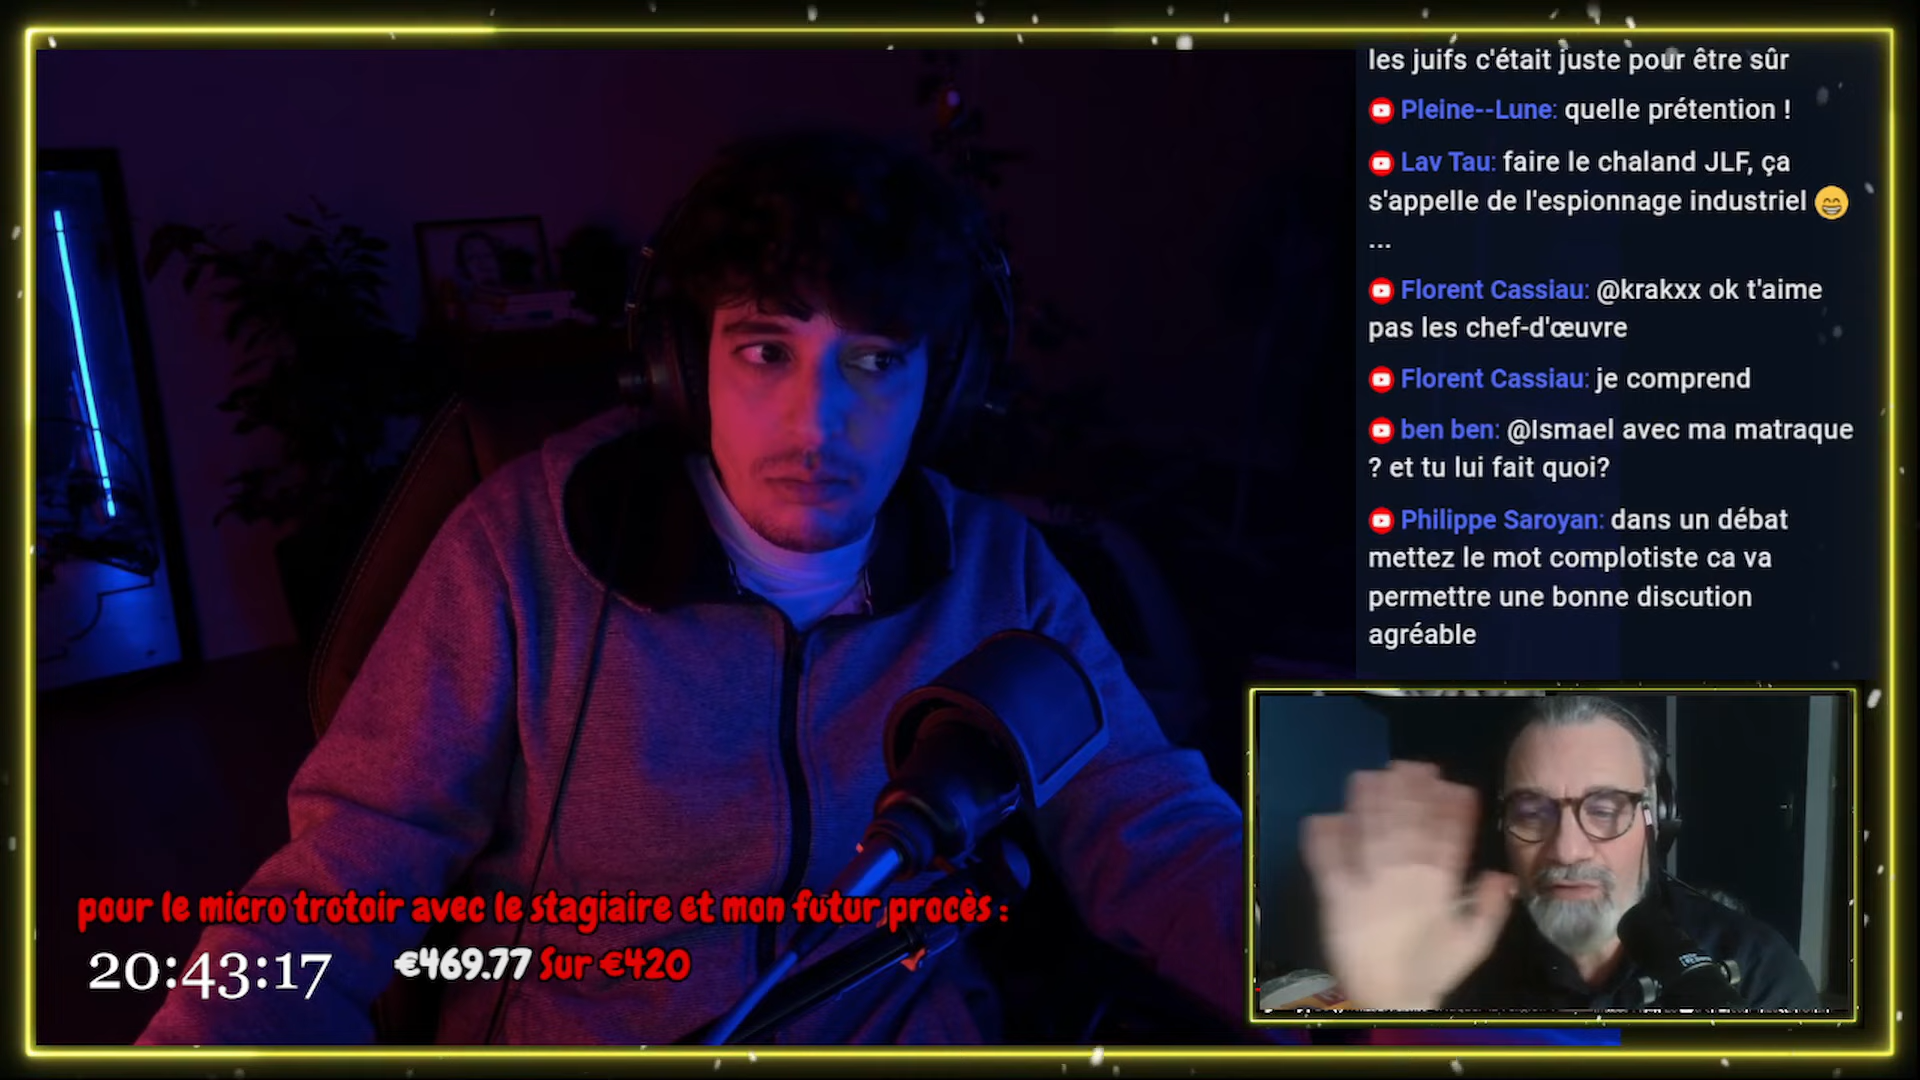 les juifs c'était juste pour être sûr
Pleine--Lune: quelle prétention !
Lav Tau: faire le chaland JLF, ça
s'appelle de l'espionnage industriel 😁
...
Florent Cassiau: @krakxx ok t'aime
pas les chef-d'œuvre
Florent Cassiau: je comprend
ben ben: @Ismael avec ma matraque
? et tu lui fait quoi?
Philippe Saroyan: dans un débat
mettez le mot complotiste ca va
permettre une bonne discution
agréable
pour le micro trotoir avec le stagiaire et mon futur procès :
20:43:17
€469.77 Sur €420